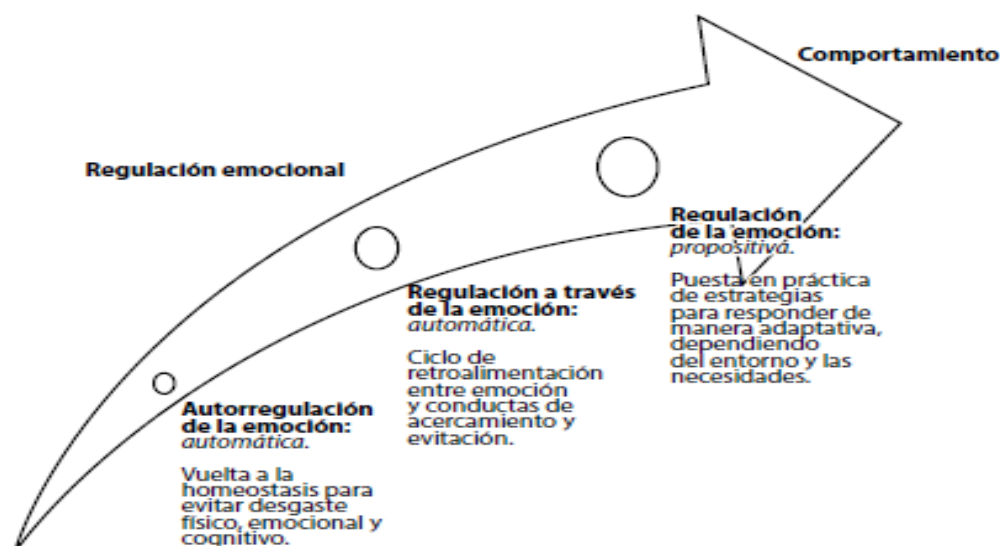 Comportamiento
Regulación emocional
Regulación
de la emoción:
propositiva.
Puesta en práctica
de estrategias
para responder de
manera adaptativa,
dependiendo
del entorno y las
necesidades.
Regulación a través
de la emoción:
automática.
Ciclo de
retroalimentación
entre emoción
y conductas de
acercamiento y
evitación.
Autorregulación
de la emoción:
automática.
Vuelta a la
homeostasis para
evitar desgaste
físico, emocional y
cognitivo.